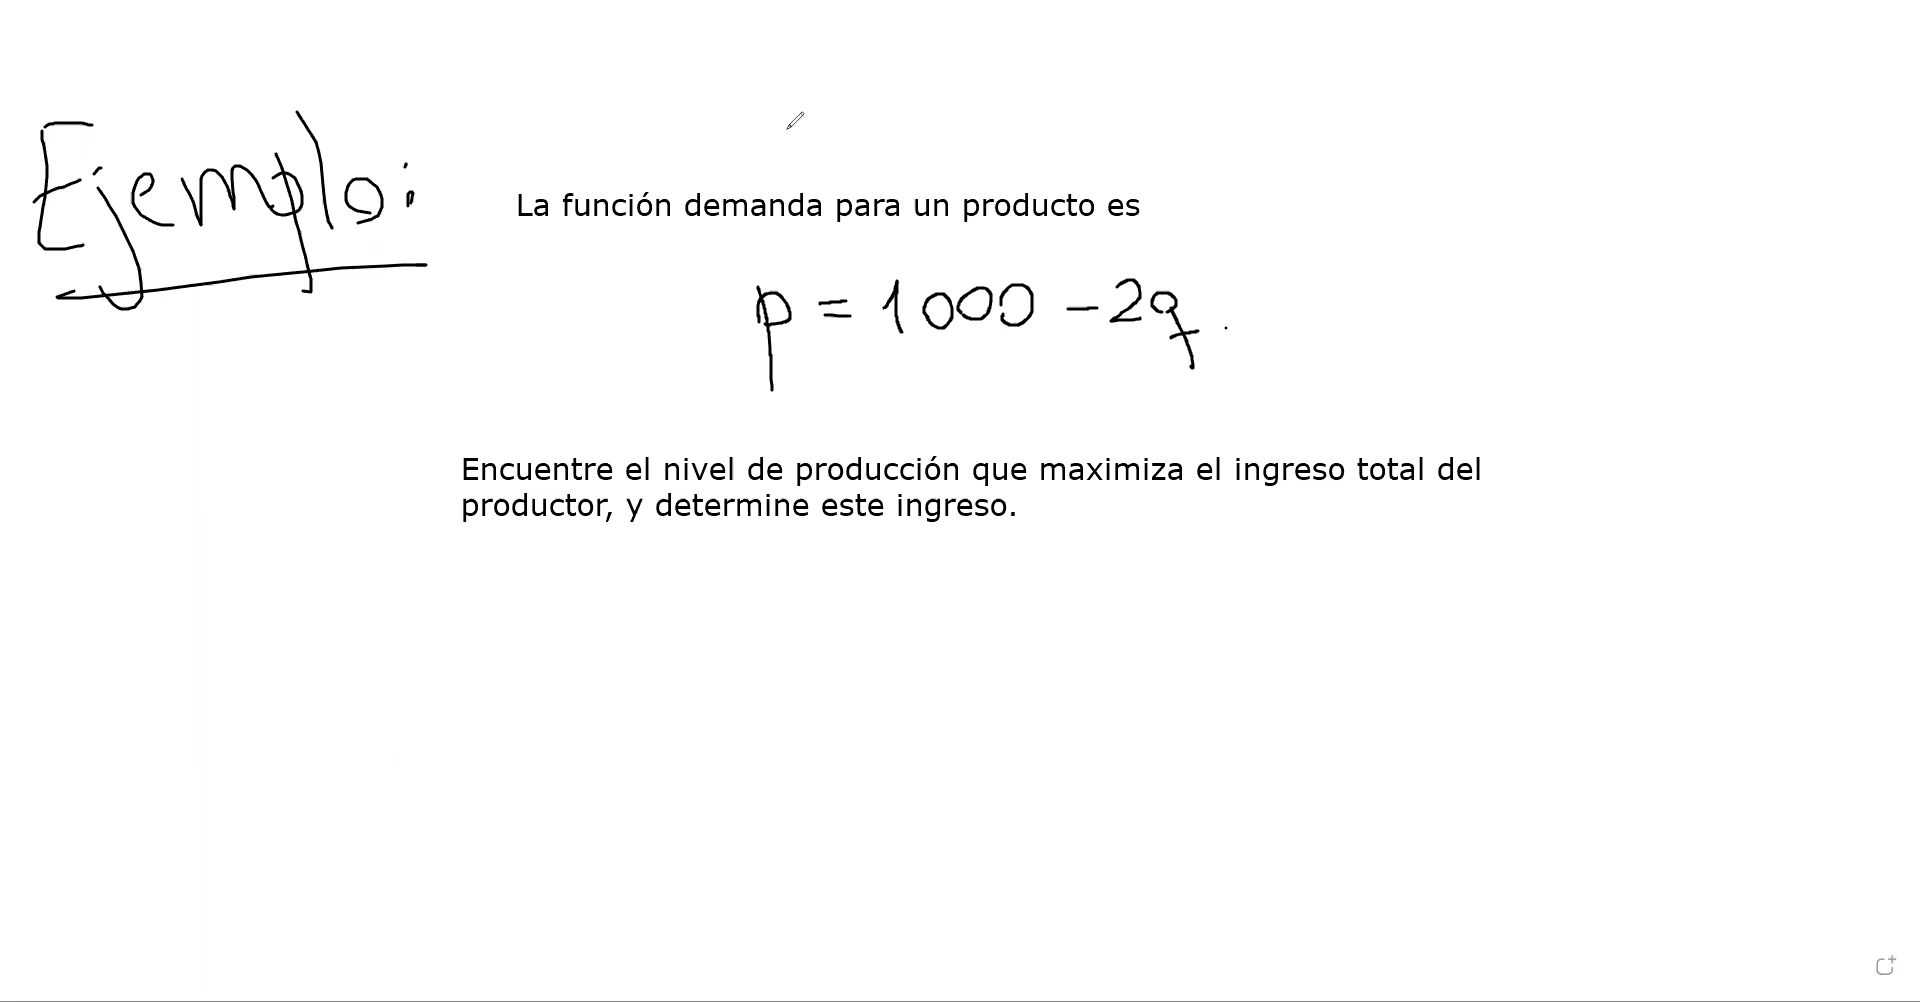 Ejemplo:
La función demanda para un producto es
p = 1000 - 2q.
Encuentre el nivel de producción que maximiza el ingreso total del
productor, y determine este ingreso.